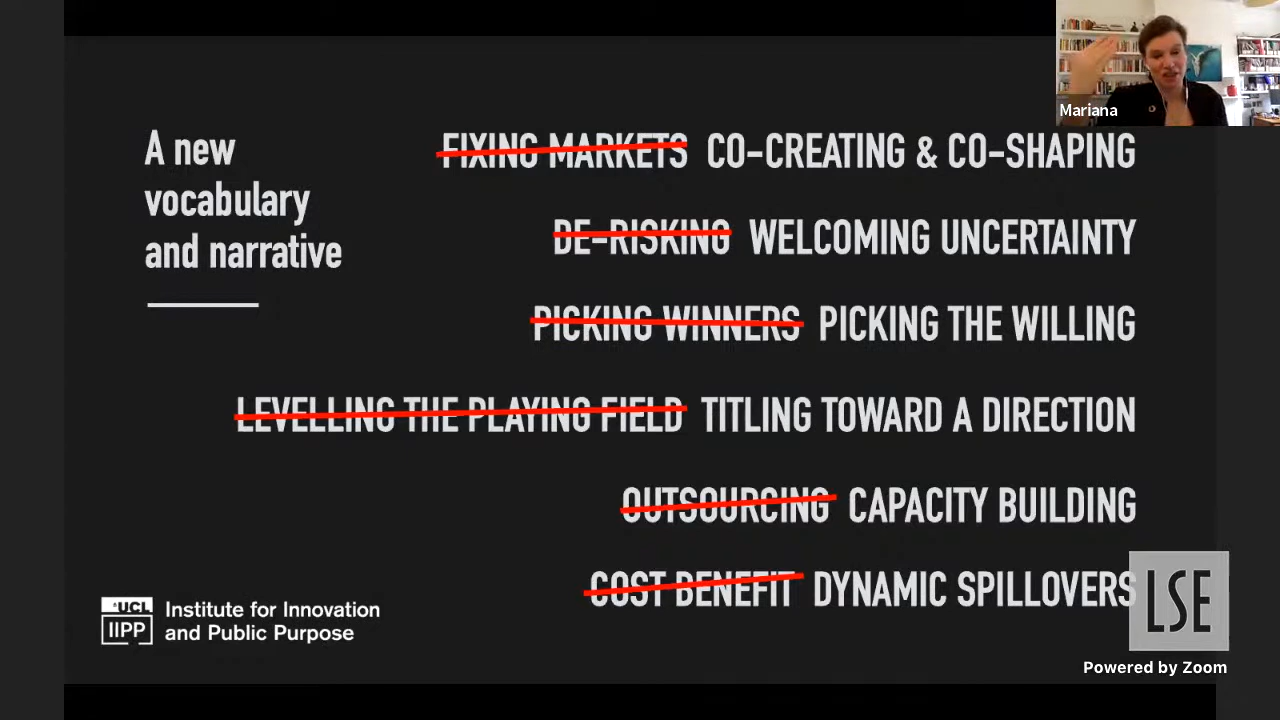 Mariana
A new
vocabulary
and narrative
FIXING MARKETS CO-CREATING & CO-SHAPING
DE-RISKING WELCOMING UNCERTAINTY
PICKING WINNERS PICKING THE WILLING
LEVELLING THE PLAYING FIELD TITLING TOWARD A DIRECTION
OUTSOURCING CAPACITY BUILDING
COST BENEFIT DYNAMIC SPILLOVERS
UCL
IIPP
Institute for Innovation
and Public Purpose
LSE
Powered by Zoom